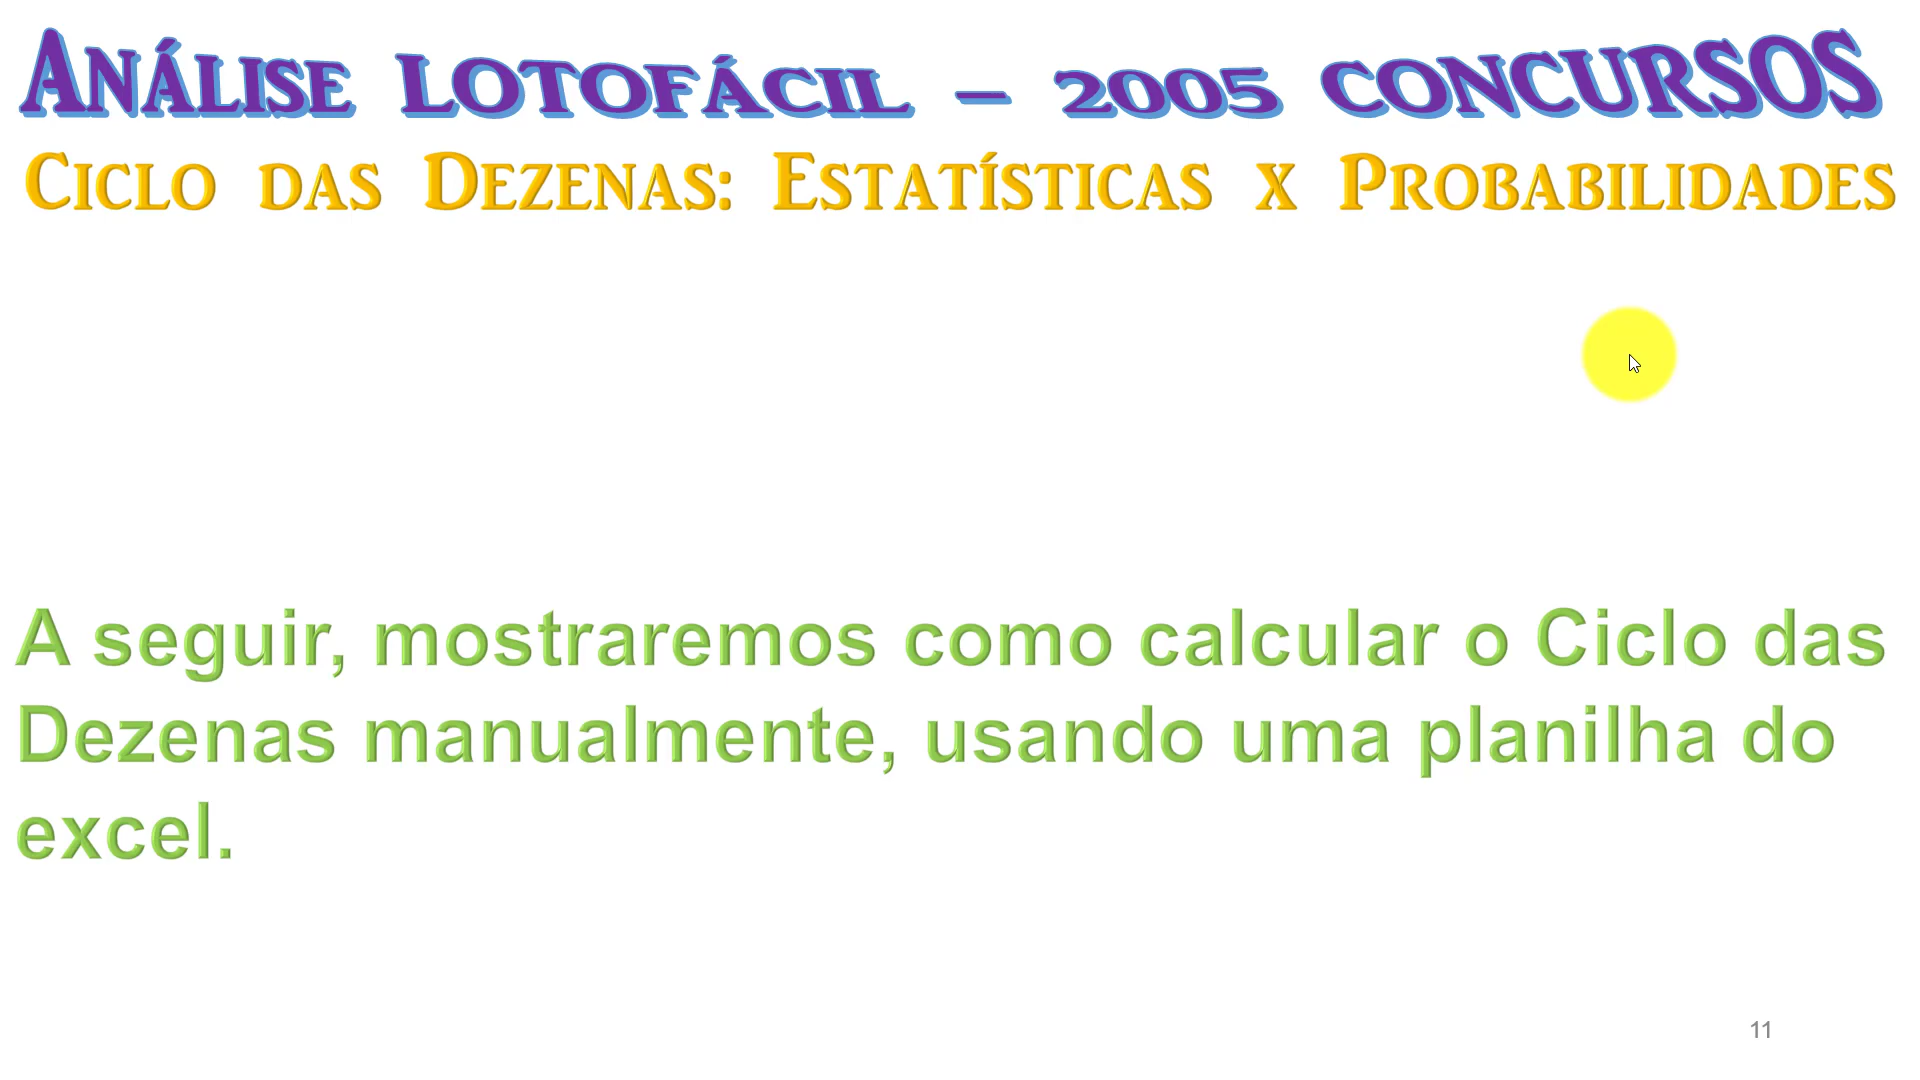 Análise Lotofácil – 2005 CONCURSOS
Ciclo das Dezenas: Estatísticas x Probabilidades
A seguir, mostraremos como calcular o Ciclo das
Dezenas manualmente, usando uma planilha do
excel.
11